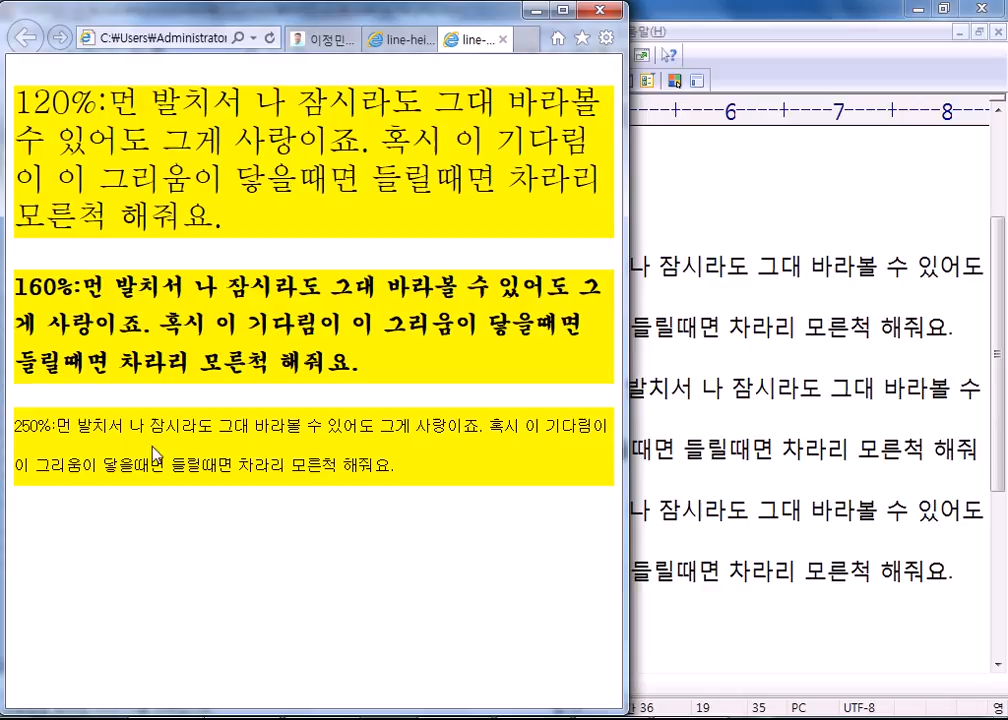 C:₩Users₩Administrator
이정민...
line-hei...
line-...
120%:먼 발치서 나 잠시라도 그대 바라볼
수 있어도 그게 사랑이죠. 혹시 이 기다림
이 이 그리움이 닿을때면 들릴때면 차라리
모른척 해줘요.
160%:먼 발치서 나 잠시라도 그대 바라볼 수 있어도 그
게 사랑이죠. 혹시 이 기다림이 이 그리움이 닿을때면
들릴때면 차라리 모른척 해줘요.
250%:먼 발치서 나 잠시라도 그대 바라볼 수 있어도 그게 사랑이죠. 혹시 이 기다림이
이 그리움이 닿을때면 들릴때면 차라리 모른척 해줘요.
6 7 8
나 잠시라도 그대 바라볼 수 있어도
들릴때면 차라리 모른척 해줘요.
발치서 나 잠시라도 그대 바라볼 수
때면 차라리 모른척 해줘
나 잠시라도 그대 바라볼 수 있어도
들릴때면 차라리 모른척 해줘요.
36 19 35 PC UTF-8